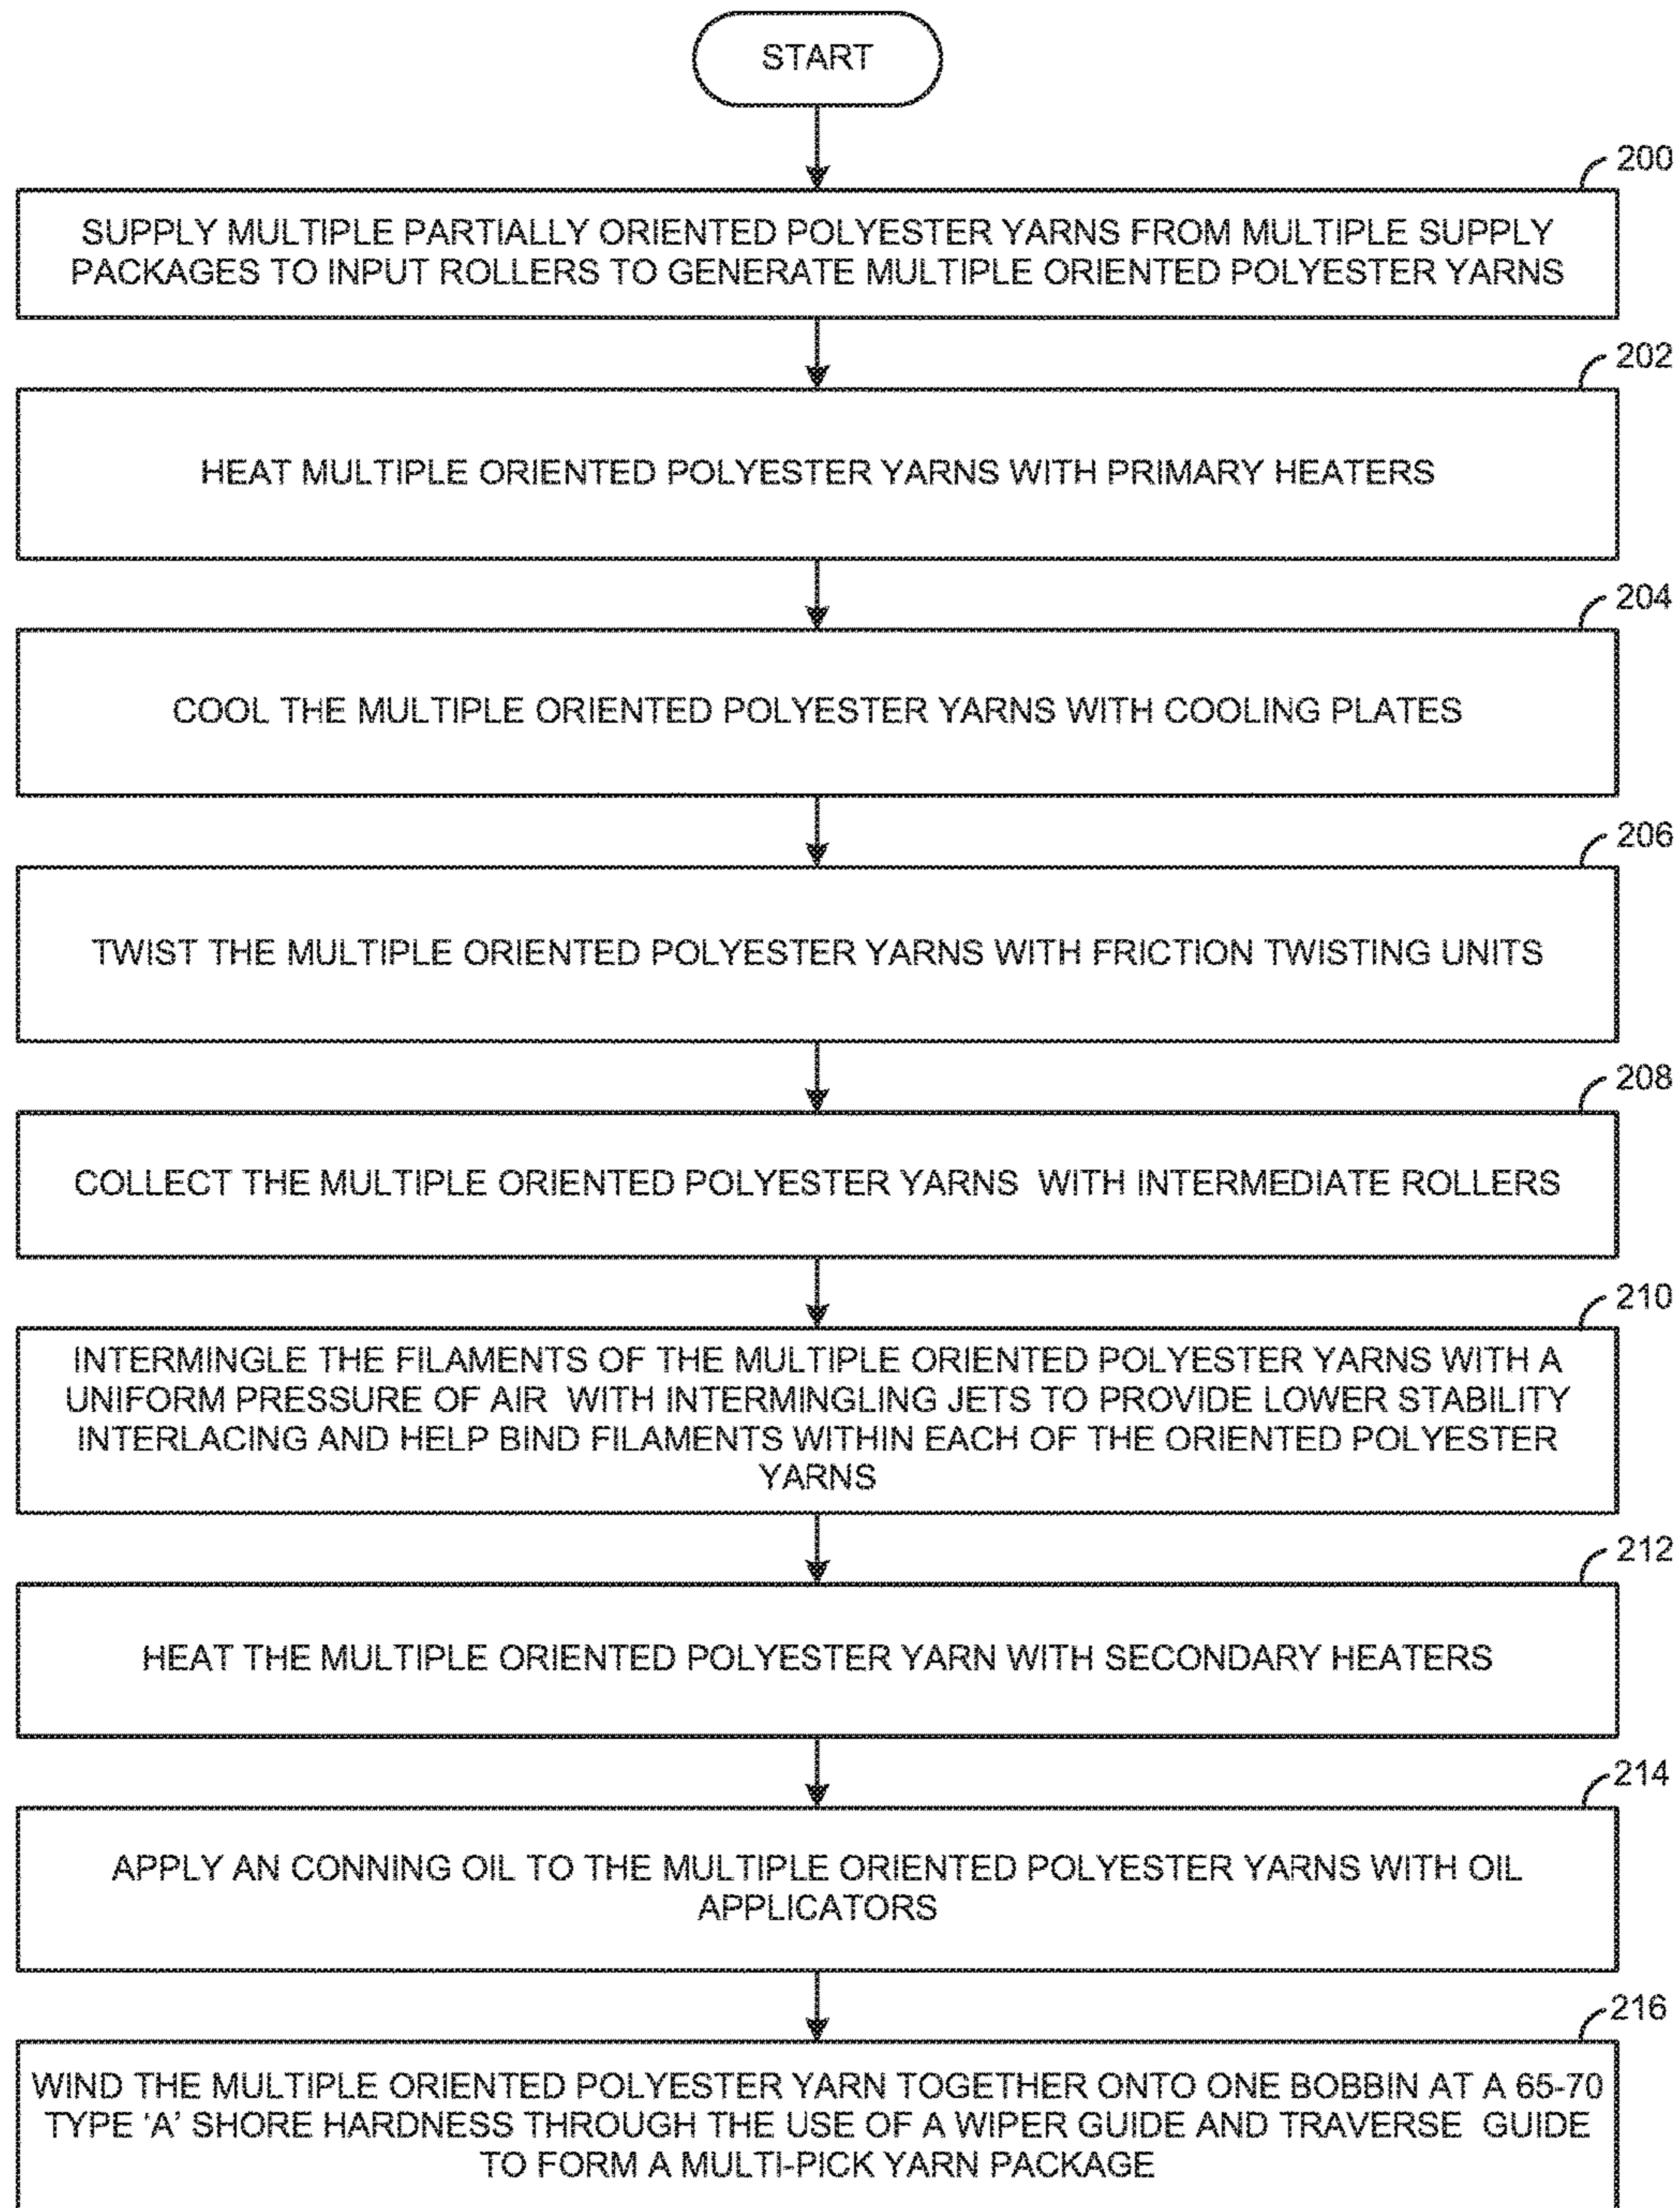 START
200
SUPPLY MULTIPLE PARTIALLY ORIENTED POLYESTER YARNS FROM MULTIPLE SUPPLY
PACKAGES TO INPUT ROLLERS TO GENERATE MULTIPLE ORIENTED POLYESTER YARNS
202
HEAT MULTIPLE ORIENTED POLYESTER YARNS WITH PRIMARY HEATERS
204
COOL THE MULTIPLE ORIENTED POLYESTER YARNS WITH COOLING PLATES
206
TWIST THE MULTIPLE ORIENTED POLYESTER YARNS WITH FRICTION TWISTING UNITS
208
COLLECT THE MULTIPLE ORIENTED POLYESTER YARNS WITH INTERMEDIATE ROLLERS
210
INTERMINGLE THE FILAMENTS OF THE MULTIPLE ORIENTED POLYESTER YARNS WITH A
UNIFORM PRESSURE OF AIR WITH INTERMINGLING JETS TO PROVIDE LOWER STABILITY
INTERLACING AND HELP BIND FILAMENTS WITHIN EACH OF THE ORIENTED POLYESTER
YARNS
212
HEAT THE MULTIPLE ORIENTED POLYESTER YARN WITH SECONDARY HEATERS
214
APPLY AN CONNING OIL TO THE MULTIPLE ORIENTED POLYESTER YARNS WITH OIL
APPLICATORS
216
WIND THE MULTIPLE ORIENTED POLYESTER YARN TOGETHER ONTO ONE BOBBIN AT A 65-70
TYPE ‘A’ SHORE HARDNESS THROUGH THE USE OF A WIPER GUIDE AND TRAVERSE GUIDE
TO FORM A MULTI-PICK YARN PACKAGE